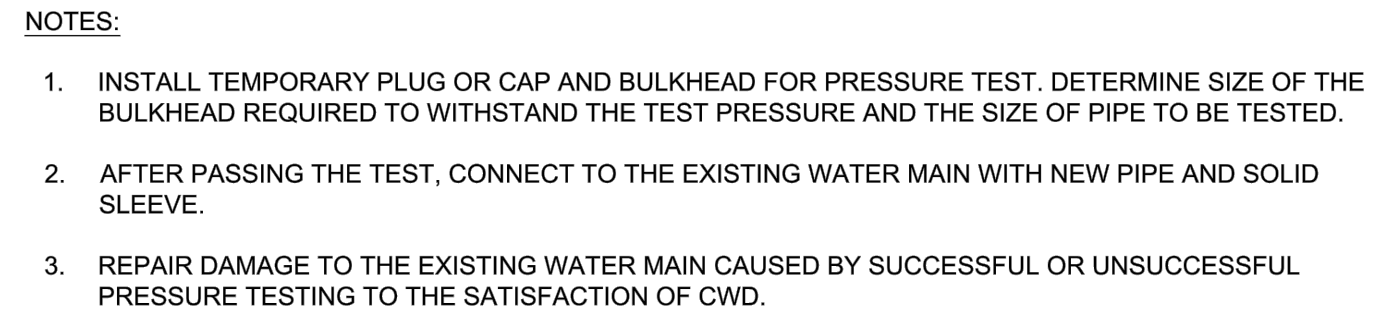 NOTES:
1. INSTALL TEMPORARY PLUG OR CAP AND BULKHEAD FOR PRESSURE TEST. DETERMINE SIZE OF THE
BULKHEAD REQUIRED TO WITHSTAND THE TEST PRESSURE AND THE SIZE OF PIPE TO BE TESTED.
2. AFTER PASSING THE TEST, CONNECT TO THE EXISTING WATER MAIN WITH NEW PIPE AND SOLID
SLEEVE.
3. REPAIR DAMAGE TO THE EXISTING WATER MAIN CAUSED BY SUCCESSFUL OR UNSUCCESSFUL
PRESSURE TESTING TO THE SATISFACTION OF CWD.